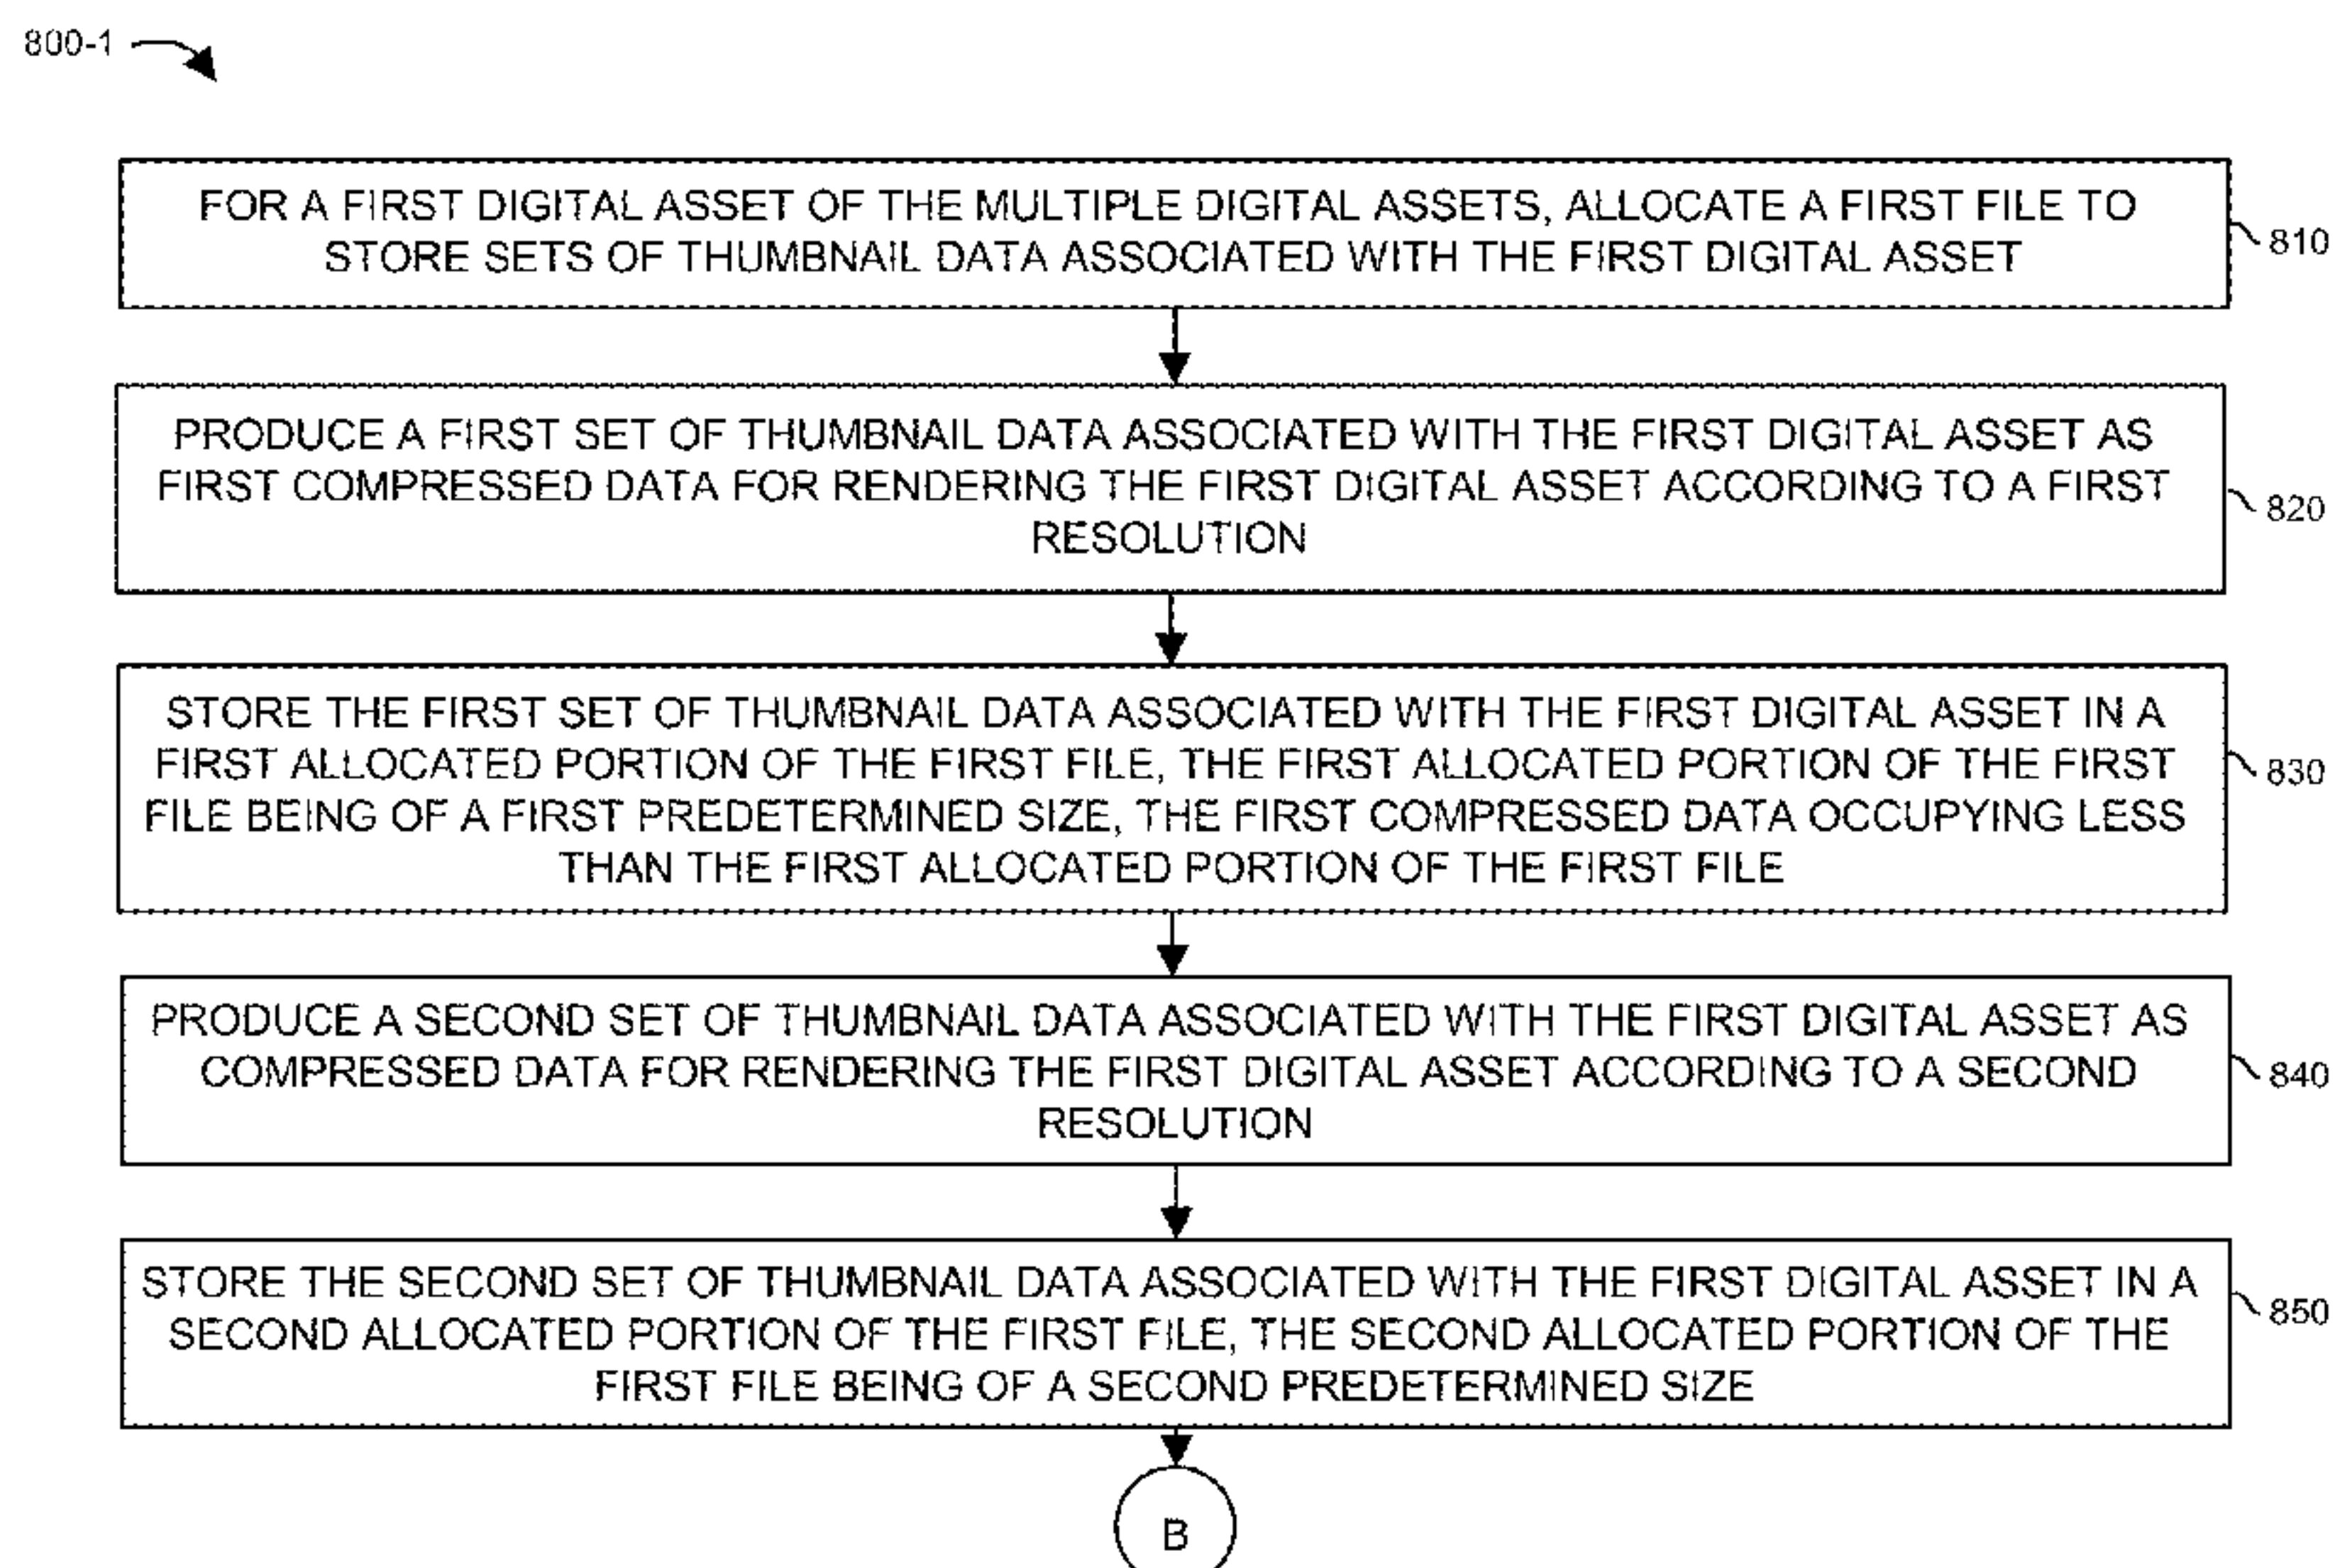 800-1
FOR A FIRST DIGITAL ASSET OF THE MULTIPLE DIGITAL ASSETS, ALLOCATE A FIRST FILE TO
STORE SETS OF THUMBNAIL DATA ASSOCIATED WITH THE FIRST DIGITAL ASSET
810
PRODUCE A FIRST SET OF THUMBNAIL DATA ASSOCIATED WITH THE FIRST DIGITAL ASSET AS
FIRST COMPRESSED DATA FOR RENDERING THE FIRST DIGITAL ASSET ACCORDING TO A FIRST
RESOLUTION
820
STORE THE FIRST SET OF THUMBNAIL DATA ASSOCIATED WITH THE FIRST DIGITAL ASSET IN A
FIRST ALLOCATED PORTION OF THE FIRST FILE, THE FIRST ALLOCATED PORTION OF THE FIRST
FILE BEING OF A FIRST PREDETERMINED SIZE, THE FIRST COMPRESSED DATA OCCUPYING LESS
THAN THE FIRST ALLOCATED PORTION OF THE FIRST FILE
830
PRODUCE A SECOND SET OF THUMBNAIL DATA ASSOCIATED WITH THE FIRST DIGITAL ASSET AS
COMPRESSED DATA FOR RENDERING THE FIRST DIGITAL ASSET ACCORDING TO A SECOND
RESOLUTION
840
STORE THE SECOND SET OF THUMBNAIL DATA ASSOCIATED WITH THE FIRST DIGITAL ASSET IN A
SECOND ALLOCATED PORTION OF THE FIRST FILE, THE SECOND ALLOCATED PORTION OF THE
FIRST FILE BEING OF A SECOND PREDETERMINED SIZE
850
B